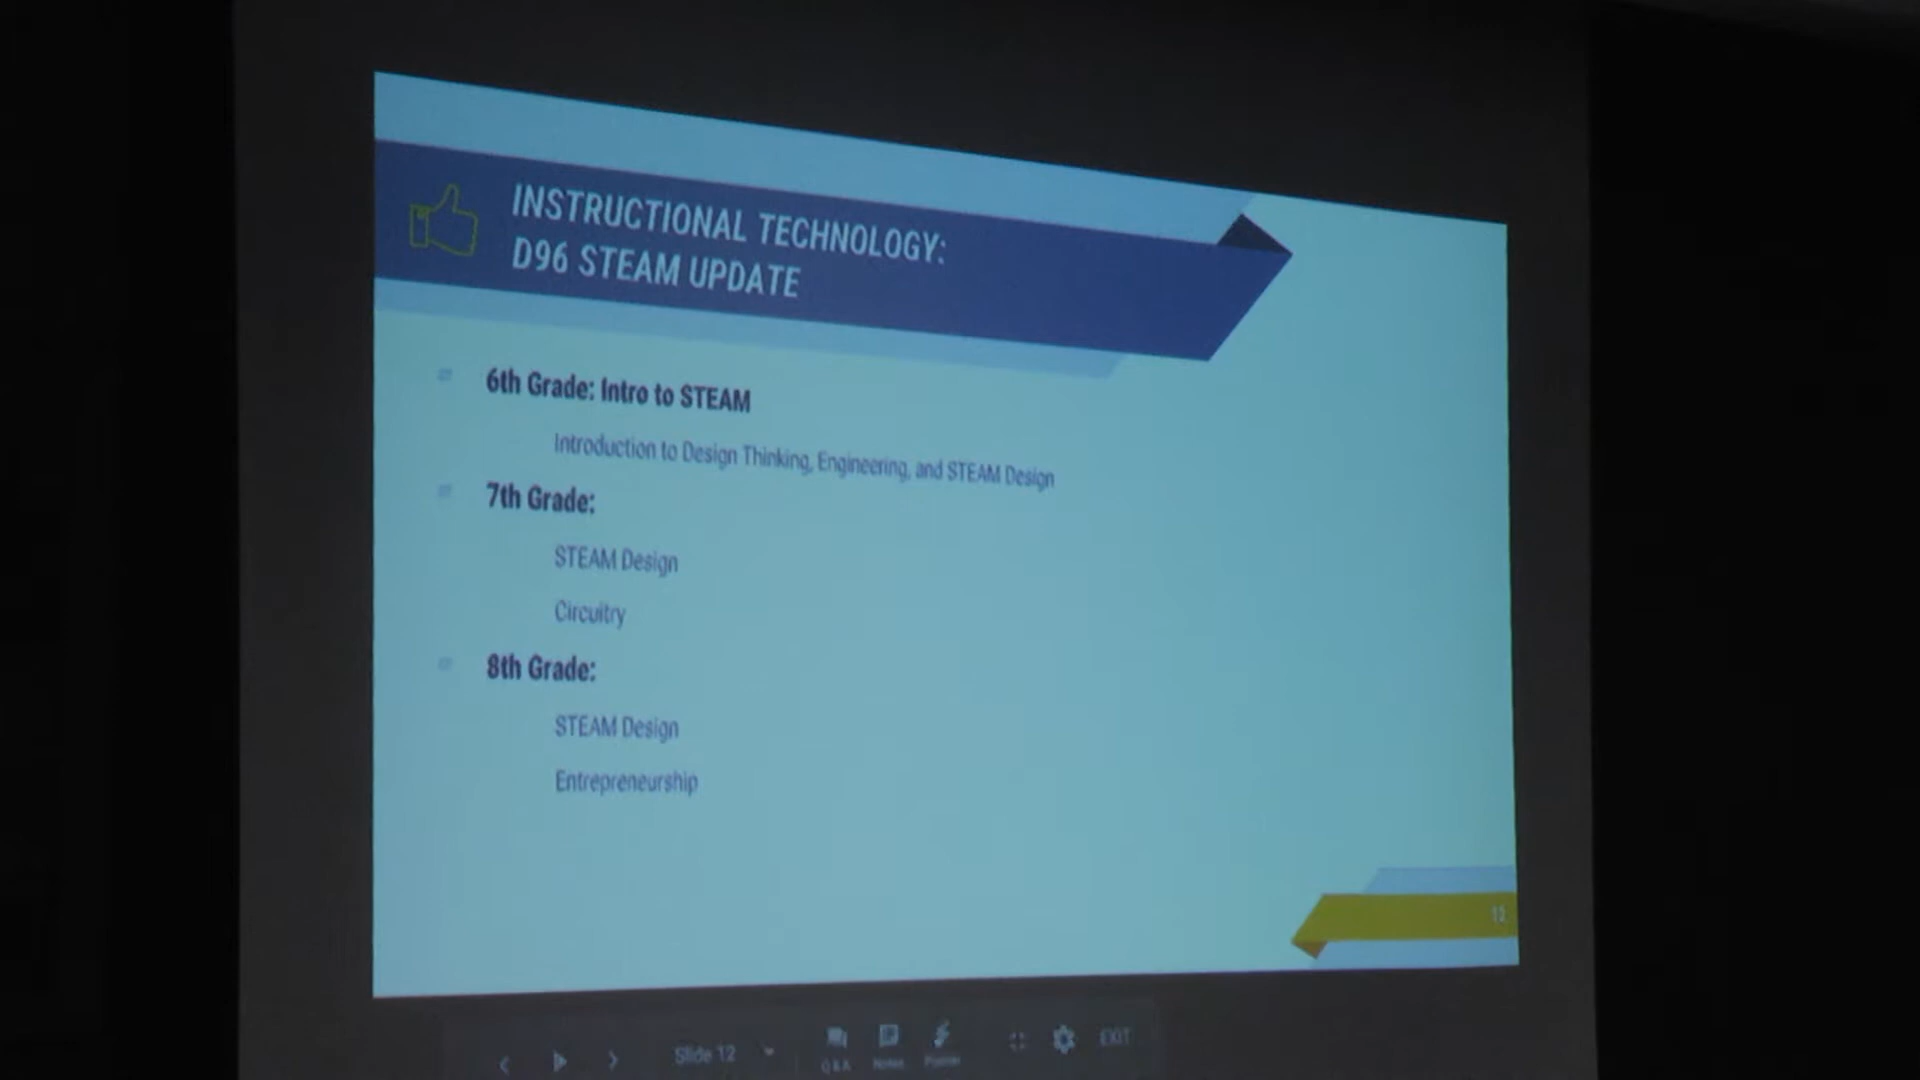 INSTRUCTIONAL TECHNOLOGY:
D96 STEAM UPDATE
6th Grade: Intro to STEAM
Introduction to Design Thinking, Engineering, and STEAM Design
7th Grade:
STEAM Design
Circuitry
8th Grade:
STEAM Design
Entrepreneurship
12
Slide 12
Q&A
Notes
Pointer
EXIT